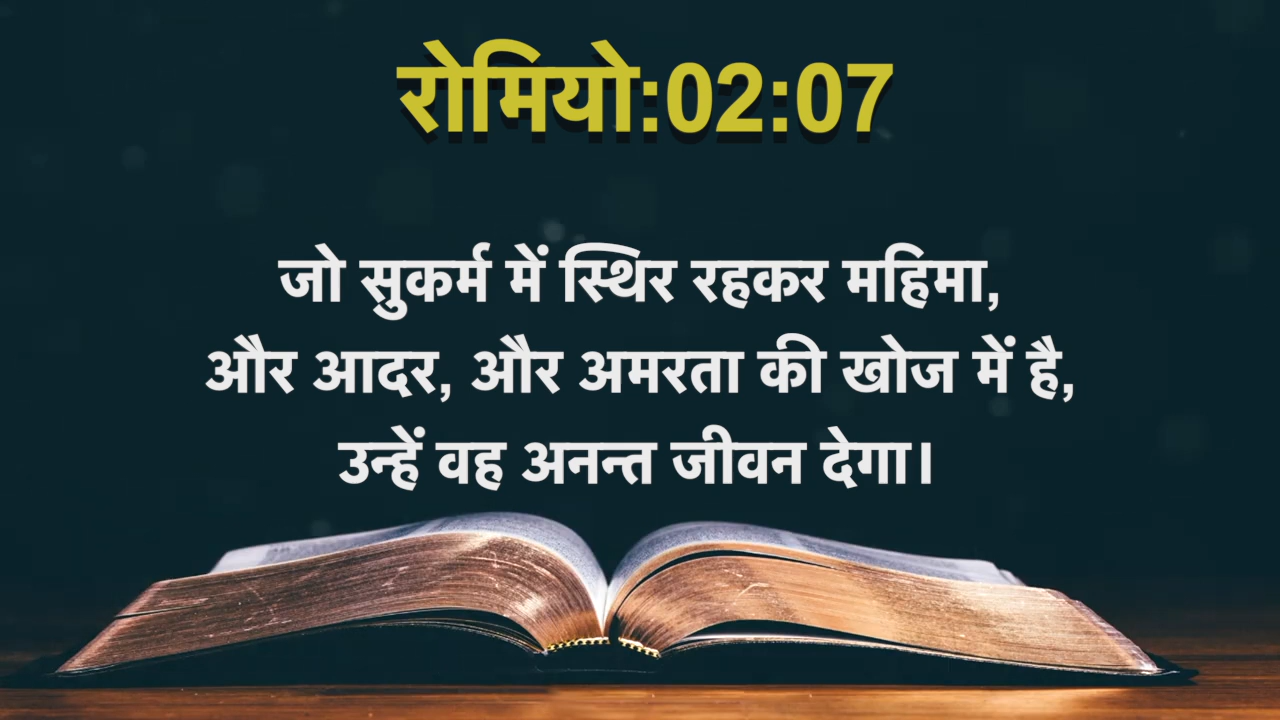 रोमियो:02:07
जो सुकर्म में स्थिर रहकर महिमा,
और आदर, और अमरता की खोज में है,
उन्हें वह अनन्त जीवन देगा।